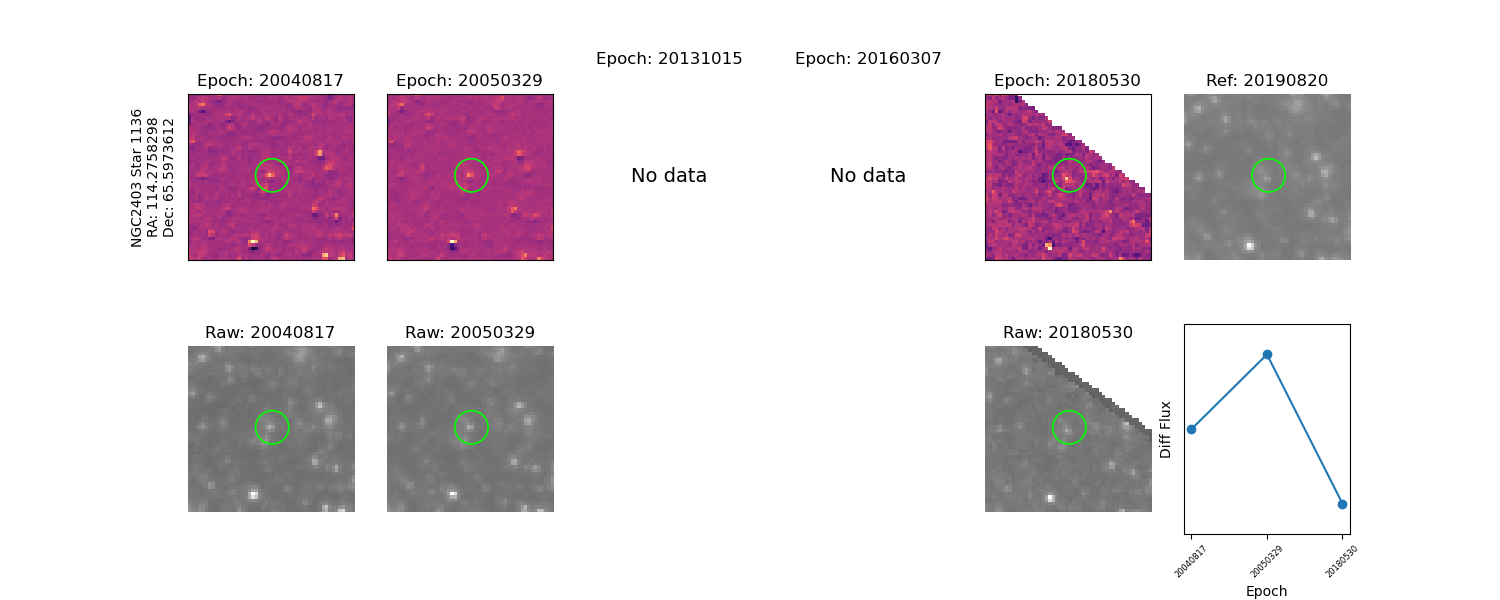 Epoch: 20040817
Epoch: 20050329
Epoch: 20131015
Epoch: 20160307
Epoch: 20180530
Ref: 20190820
NGC2403 Star 1136
RA: 114.2758298
Dec: 65.5973612
No data
No data
Raw: 20040817
Raw: 20050329
Raw: 20180530
Diff Flux
20040817
20050329
20180530
Epoch